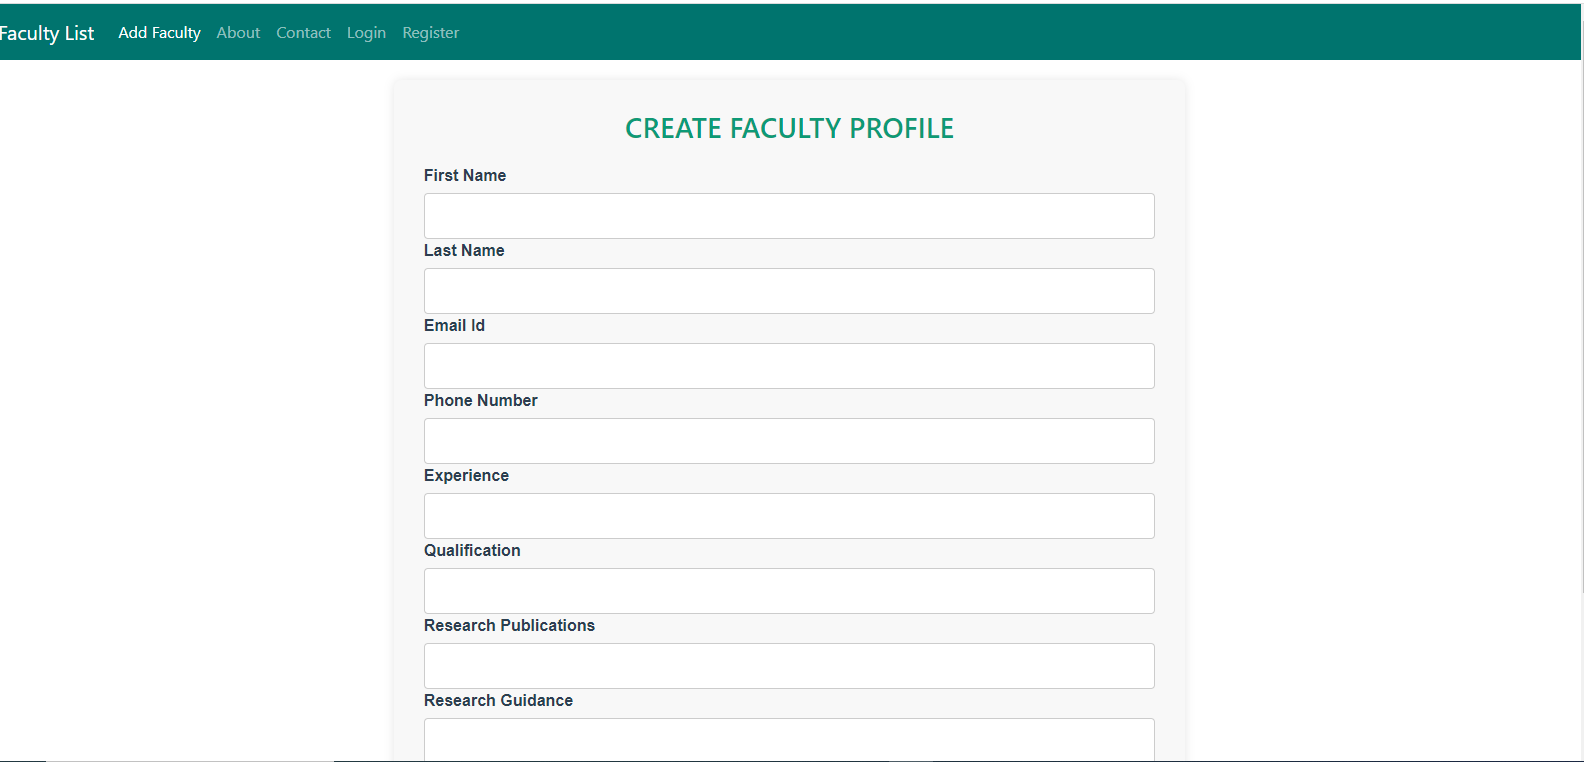 Faculty List Add Faculty About Contact Login Register
CREATE FACULTY PROFILE
First Name
Last Name
Email Id
Phone Number
Experience
Qualification
Research Publications
Research Guidance